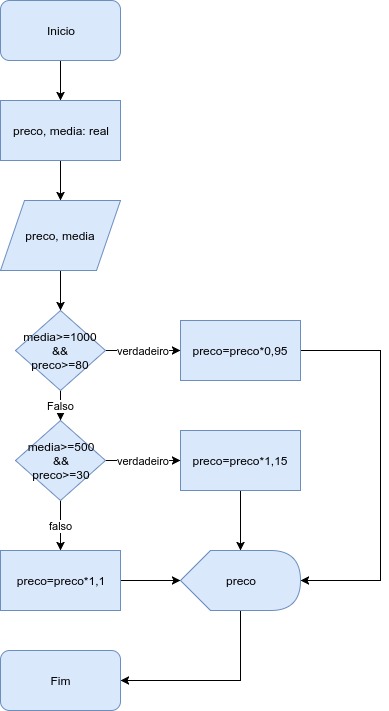 Inicio
preco, media: real
preco, media
media>=1000
&&
preco>=80
verdadeiro
preco=preco*0,95
Falso
media>=500
&&
preco>=30
verdadeiro
preco=preco*1,15
falso
preco=preco*1,1
preco
Fim